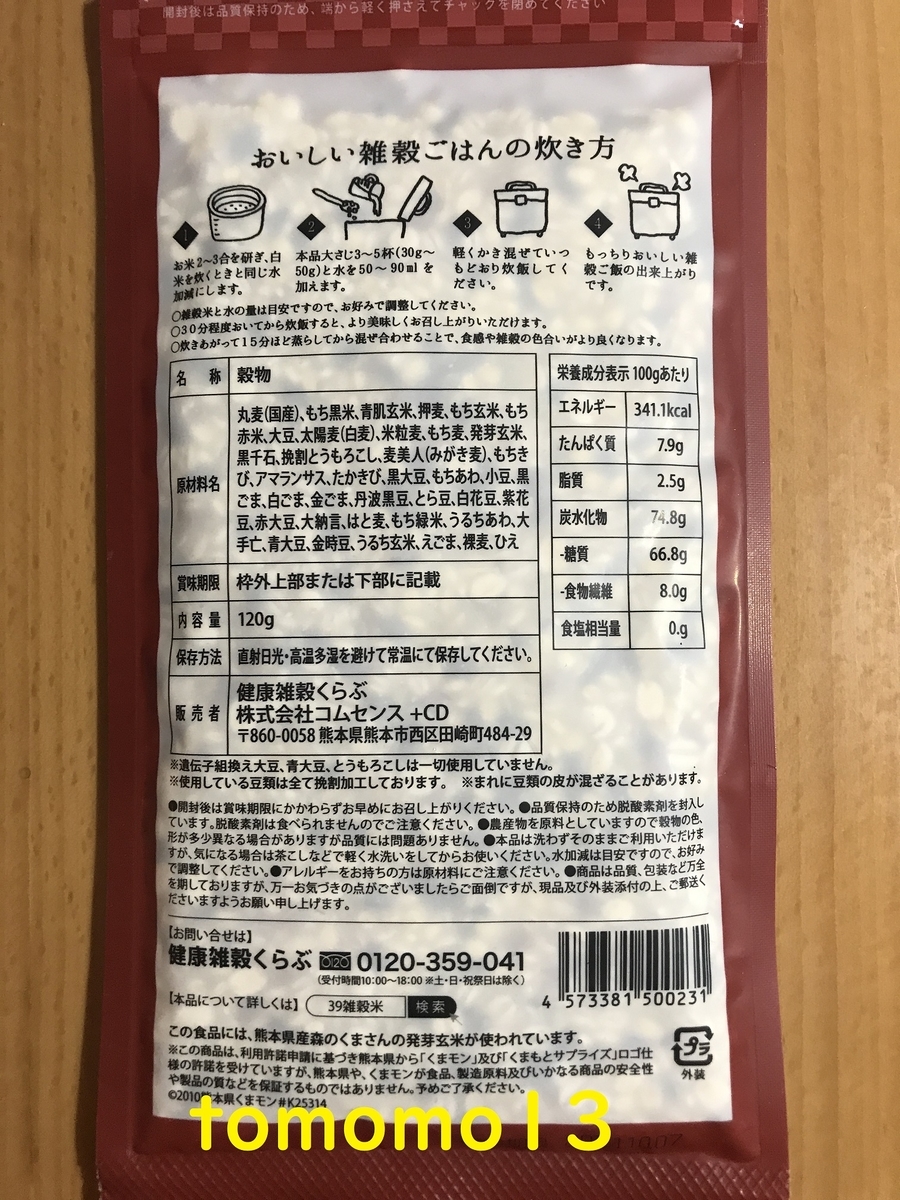 開封後は品質保持のため、端から軽く押さえてチャックを閉めてください
おいしい雑穀ごはんの炊き方
1
お米2~3合を研ぎ、白
米を炊くときと同じ水
加減にします。
2
本品大さじ3~5杯(30g~
50g)と水を50~90mlを
加えます。
3
軽くかき混ぜていつ
もどおり炊飯してく
ださい。
4
もっちりおいしい雑
穀ご飯の出来上がり
です。
○雑穀米と水の量は目安ですので、お好みで調整してください。
○30分程度おいてから炊飯すると、より美味しくお召し上がりいただけます。
○炊きあがって15分ほど蒸らしてから混ぜ合わせることで、食感や雑穀の色合いがより良くなります。
名称 穀物
原材料名
丸麦(国産)、もち黒米、青肌玄米、押麦、もち玄米、もち
赤米、大豆、太陽麦(白麦)、米粒麦、もち麦、発芽玄米、
黒千石、挽割とうもろこし、麦美人(みがき麦)、もちき
び、アマランサス、たかきび、黒大豆、もちあわ、小豆、黒
ごま、白ごま、金ごま、丹波黒豆、とら豆、白花豆、紫花
豆、赤大豆、大納言、はと麦、もち緑米、うるちあわ、大
手亡、青大豆、金時豆、うるち玄米、えごま、裸麦、ひえ
賞味期限 枠外上部または下部に記載
内容量 120g
保存方法 直射日光・高温多湿を避けて常温にて保存してください。
販売者
健康雑穀くらぶ
株式会社コムセンス +CD
〒860-0058 熊本県熊本市西区田崎町484-29
栄養成分表示 100gあたり
エネルギー 341.1kcal
たんぱく質 7.9g
脂質 2.5g
炭水化物 74.8g
-糖質 66.8g
-食物繊維 8.0g
食塩相当量 0.g
※遺伝子組換え大豆、青大豆、とうもろこしは一切使用していません。
※使用している豆類は全て挽割加工しております。 ※まれに豆類の皮が混ざることがあります。
●開封後は賞味期限にかかわらずお早めにお召し上がりください。●品質保持のため脱酸素剤を封入し
ています。脱酸素剤は食べられませんのでご注意ください。●農産物を原料としていますので穀物の色、
形が多少異なる場合がありますが品質には問題ありません。●本品は洗わずそのままご利用いただけま
すが、気になる場合は茶こしなどで軽く水洗いをしてからお使いください。水加減は目安ですので、お好み
で調整してください。●アレルギーをお持ちの方は原材料にご注意ください。●商品は品質、包装など万全
を期しておりますが、万一お気づきの点がございましたらご面倒ですが、現品及び外装添付の上、ご郵送く
ださいますようお願い申し上げます。
【お問い合せは】
健康雑穀くらぶ 0120-359-041
(受付時間10:00~18:00 ※土・日・祝祭日は除く)
【本品について詳しくは】 39雑穀米 検索
4 573381 500231
この食品には、熊本県産森のくまさんの発芽玄米が使われています。
※この商品は、利用許諾申請に基づき熊本県から「くまモン」及び「くまもとサプライズ」ロゴ仕
様の許諾を受けていますが、熊本県や、くまモンが食品、製造原料及びいかなる商品の安全性
や製品の質などを保証するものではありません。予めご了承ください。
©2010熊本県くまモン#K25314
プラ
外装
tomomo13